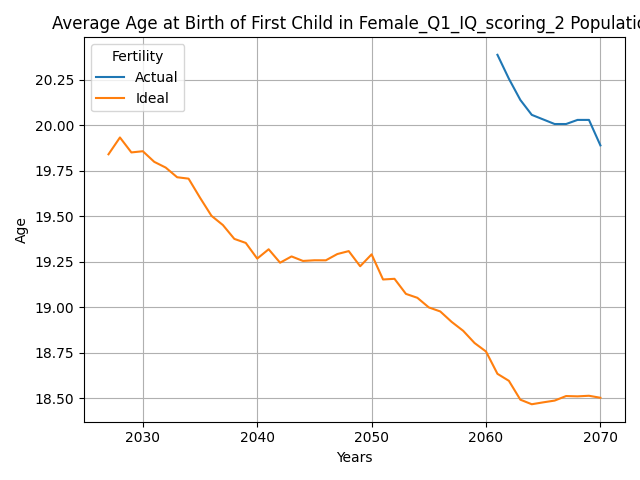 Average Age at Birth of First Child in Female_Q1_IQ_scoring_2 Populatio
Fertility
Actual
Ideal
20.25
20.00
19.75
19.50
19.25
19.00
18.75
18.50
Age
2030 2040 2050 2060 2070
Years